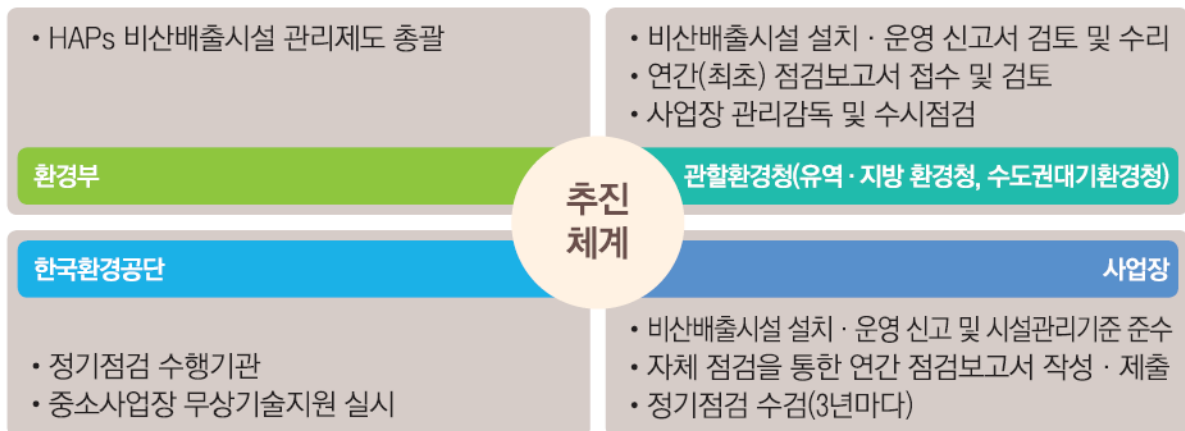 • HAPs 비산배출시설 관리제도 총괄
환경부
• 비산배출시설 설치 · 운영 신고서 검토 및 수리
• 연간(최초) 점검보고서 접수 및 검토
• 사업장 관리감독 및 수시점검
관할환경청(유역 · 지방 환경청, 수도권대기환경청)
추진
체계
한국환경공단
• 정기점검 수행기관
• 중소사업장 무상기술지원 실시
사업장
• 비산배출시설 설치 · 운영 신고 및 시설관리기준 준수
• 자체 점검을 통한 연간 점검보고서 작성 · 제출
• 정기점검 수검(3년마다)